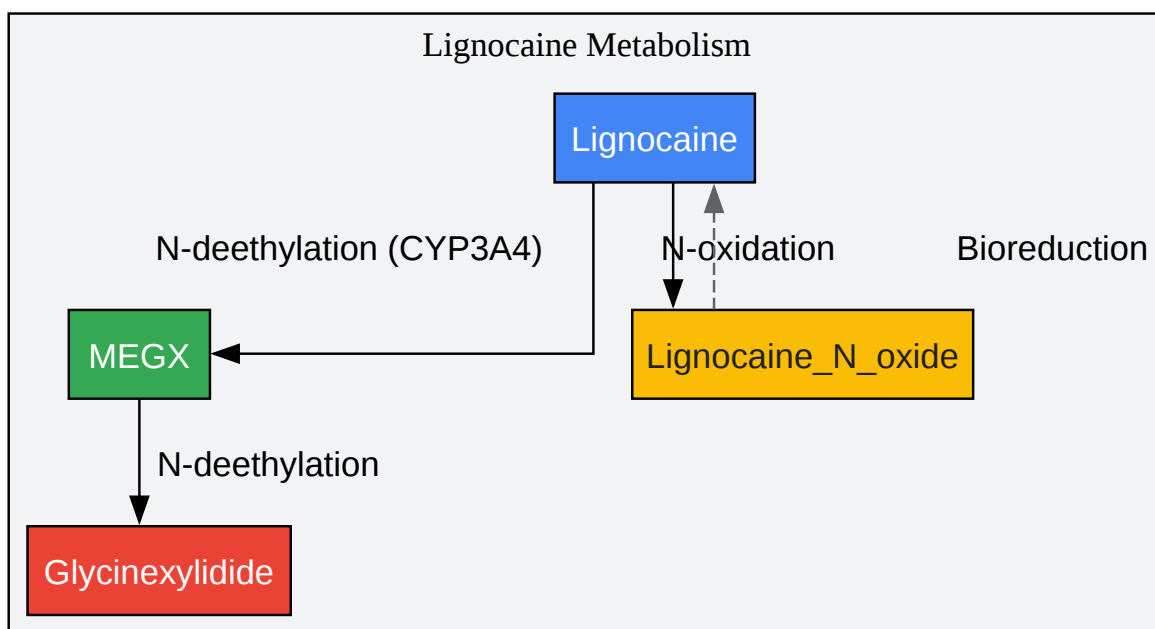 Lignocaine Metabolism
Lignocaine
N-deethylation (CYP3A4)
N-oxidation
Bioreduction
MEGX
Lignocaine_N_oxide
N-deethylation
Glycinexylidide